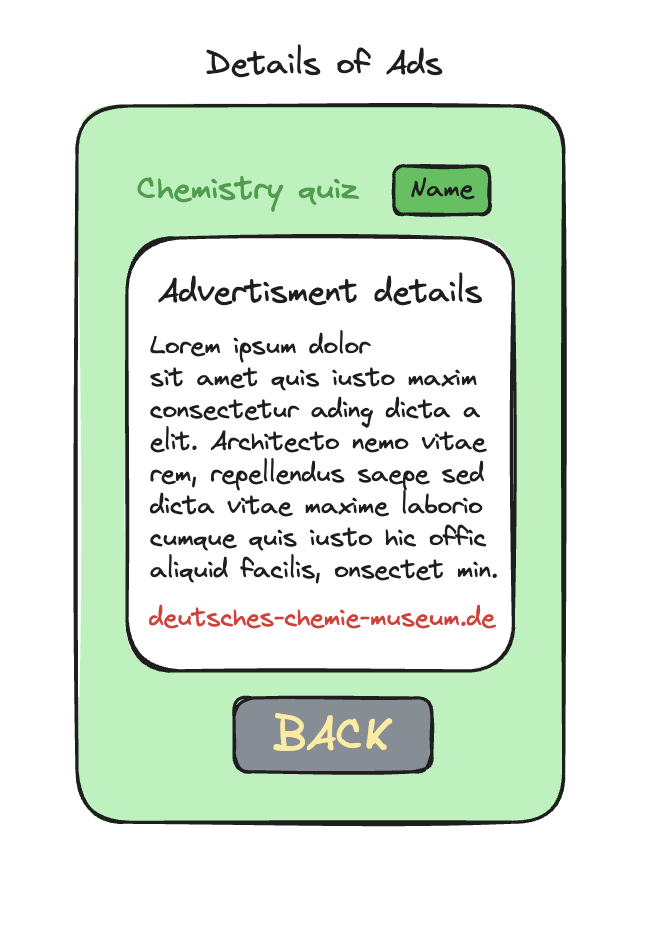 Details of Ads
Chemistry quiz
Name
Advertisment details
Lorem ipsum dolor
sit amet quis iusto maxim
consectetur ading dicta a
elit. Architecto nemo vitae
rem, repellendus saepe sed
dicta vitae maxime laborio
cumque quis iusto hic offic
aliquid facilis, onsectet min.
deutsches-chemie-museum.de
BACK